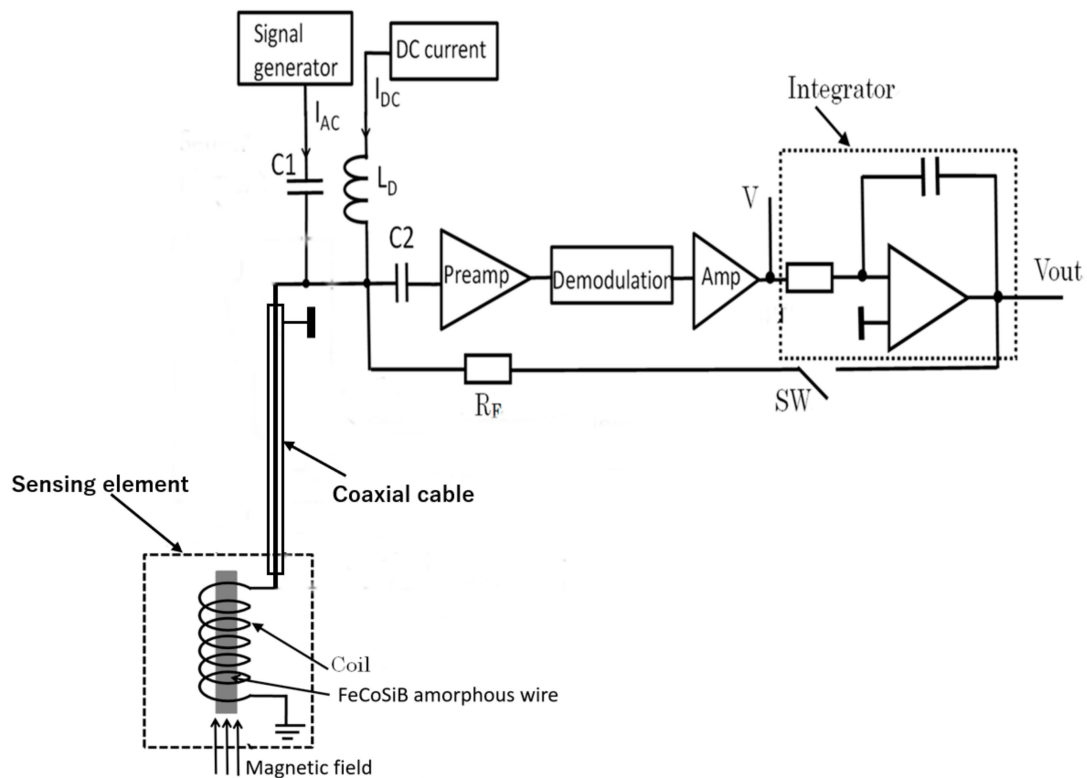 Signal
generator
DC current
I_AC
I_DC
C1
L_D
C2
Preamp
Demodulation
Amp
V
Integrator
Vout
R_F
SW
Sensing element
Coaxial cable
Coil
FeCoSiB amorphous wire
Magnetic field